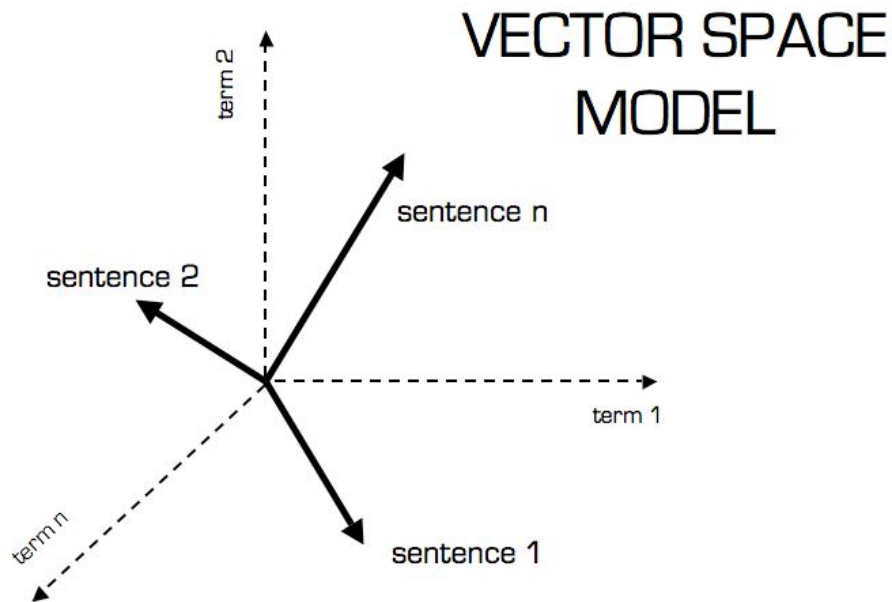 VECTOR SPACE
MODEL
term 2
sentence n
sentence 2
term 1
term n
sentence 1